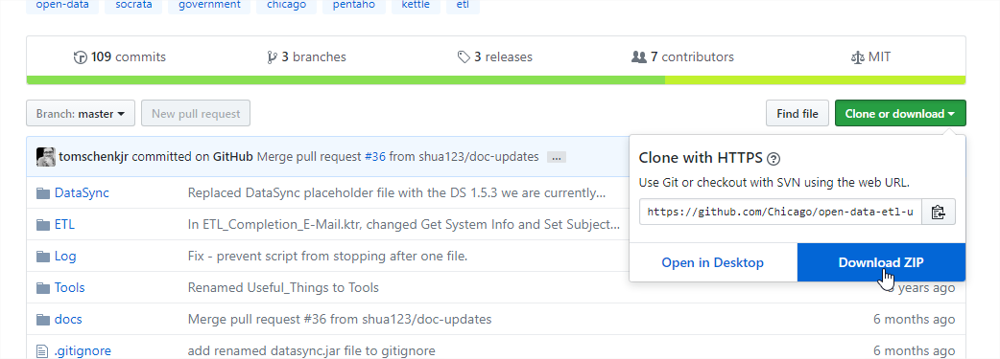 open-data socrata government chicago pentaho kettle etl
109 commits 3 branches 3 releases 7 contributors MIT
Branch: master New pull request Find file Clone or download
tomschenkjr committed on GitHub Merge pull request #36 from shua123/doc-updates ...
Clone with HTTPS
Use Git or checkout with SVN using the web URL.
https://github.com/Chicago/open-data-etl-u
Open in Desktop Download ZIP
DataSync Replaced DataSync placeholder file with the DS 1.5.3 we are currently...
ETL In ETL_Completion_E-Mail.ktr, changed Get System Info and Set Subject...
Log Fix - prevent script from stopping after one file.
Tools Renamed Useful_Things to Tools years ago
docs Merge pull request #36 from shua123/doc-updates 6 months ago
.gitignore add renamed datasync.jar file to gitignore 6 months ago